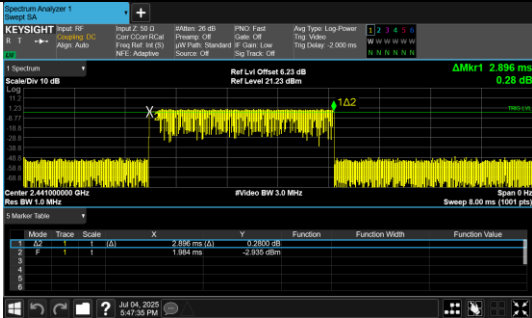 Spectrum Analyzer 1
Swept SA
+
KEYSIGHT
R T
Input: RF
Coupling: DC
Align: Auto
Input Z: 50 Ω
Corr CCorr RCal
Freq Ref: Int (S)
NFE: Adaptive
#Atten: 26 dB
Preamp: Off
µW Path: Standard
Source: Off
PNO: Fast
Gate: Off
IF Gain: Low
Sig Track: Off
Avg Type: Log-Power
Trig: Video
Trig Delay: -2.000 ms
1 2 3 4 5 6
W W W W W W
N N N N N N
1 Spectrum
Scale/Div 10 dB
Ref Lvl Offset 6.23 dB
Ref Level 21.23 dBm
ΔMkr1 2.896 ms
0.28 dB
Log
11.2
1.23
-8.77
-18.8
-28.8
-38.8
-48.8
-58.8
-68.8
X
2
1Δ2
TRIG LVL
Center 2.441000000 GHz
Res BW 1.0 MHz
#Video BW 3.0 MHz
Span 0 Hz
Sweep 8.00 ms (1001 pts)
5 Marker Table
Mode Trace Scale X Y Function Function Width Function Value
1 Δ2 1 t (Δ) 2.896 ms (Δ) 0.2800 dB
2 F 1 t 1.984 ms -2.935 dBm
3
4
5
6
Jul 04, 2025
5:47:35 PM